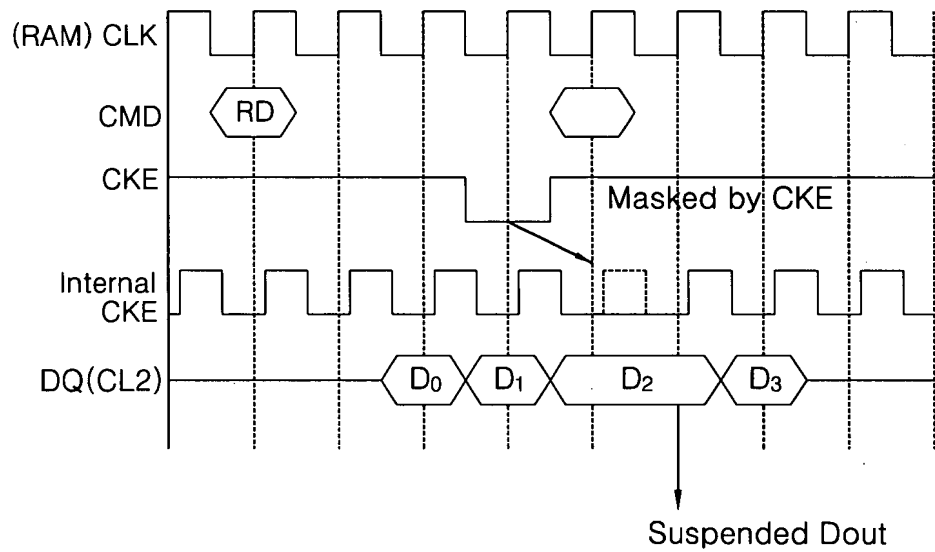 (RAM) CLK
CMD
RD
CKE
Masked by CKE
Internal
CKE
DQ(CL2)
D0
D1
D2
D3
Suspended Dout